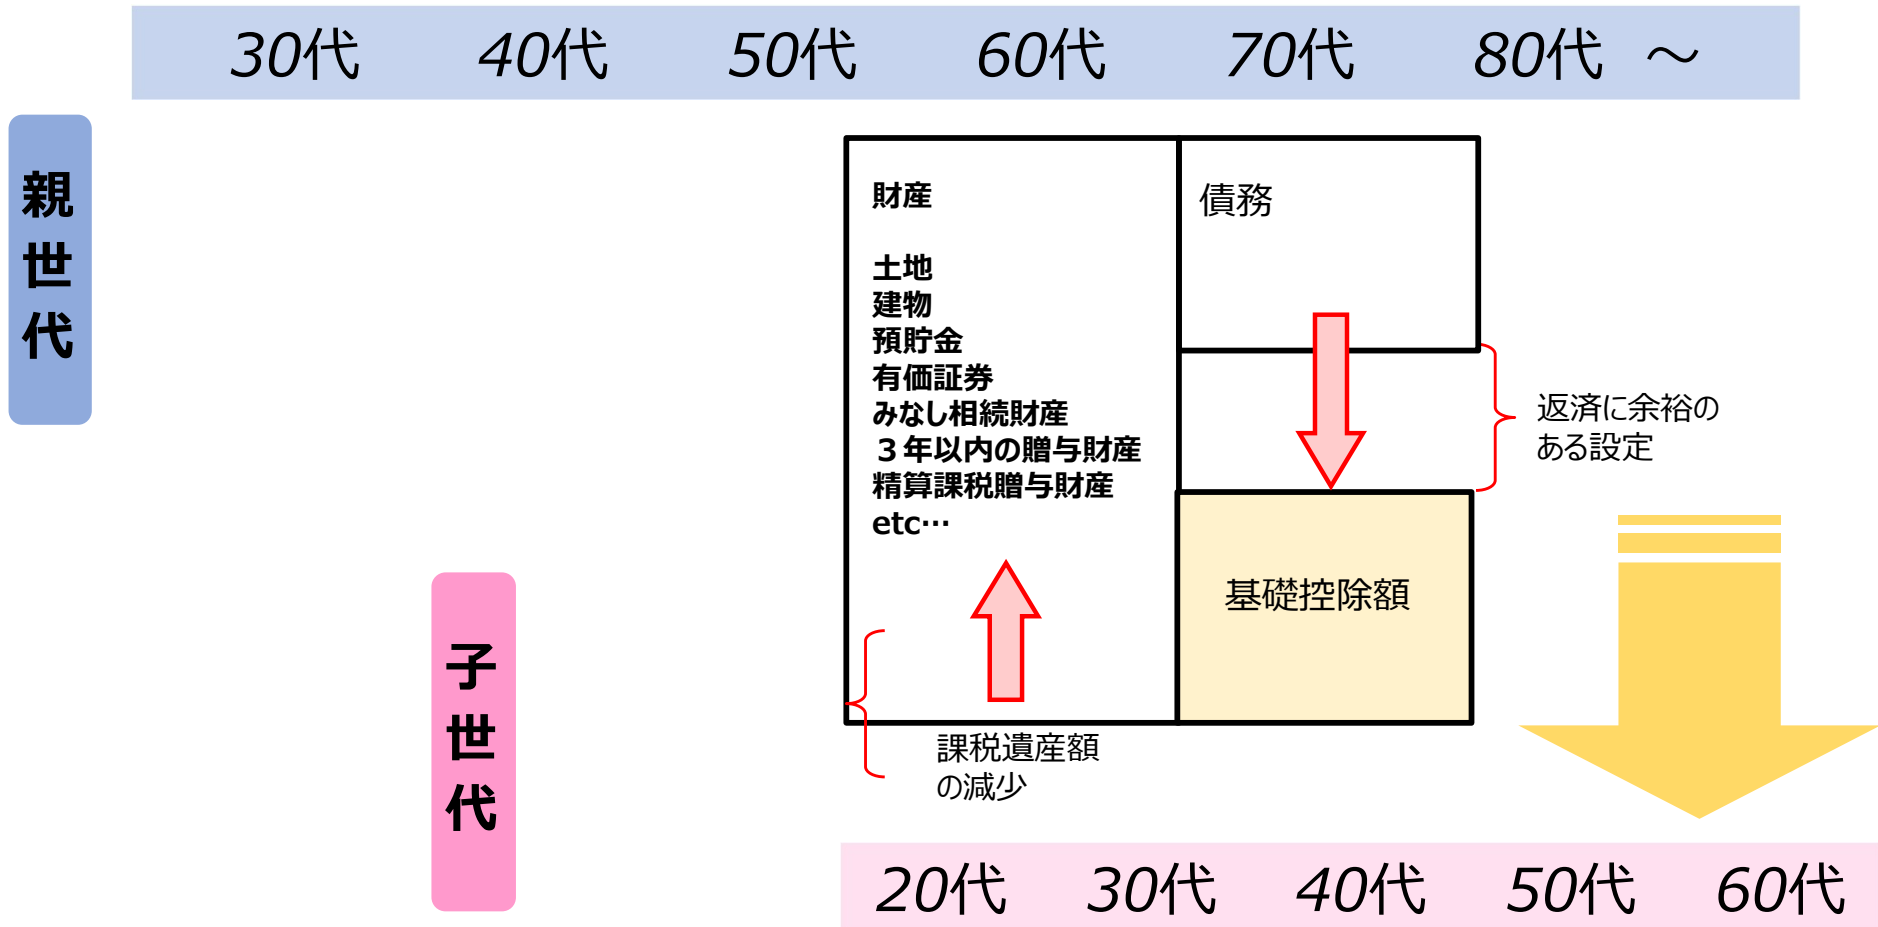 30代 40代 50代 60代 70代 80代 ～
親世代
財産
土地
建物
預貯金
有価証券
みなし相続財産
３年以内の贈与財産
精算課税贈与財産
etc…
債務
返済に余裕の
ある設定
基礎控除額
子世代
課税遺産額
の減少
20代 30代 40代 50代 60代